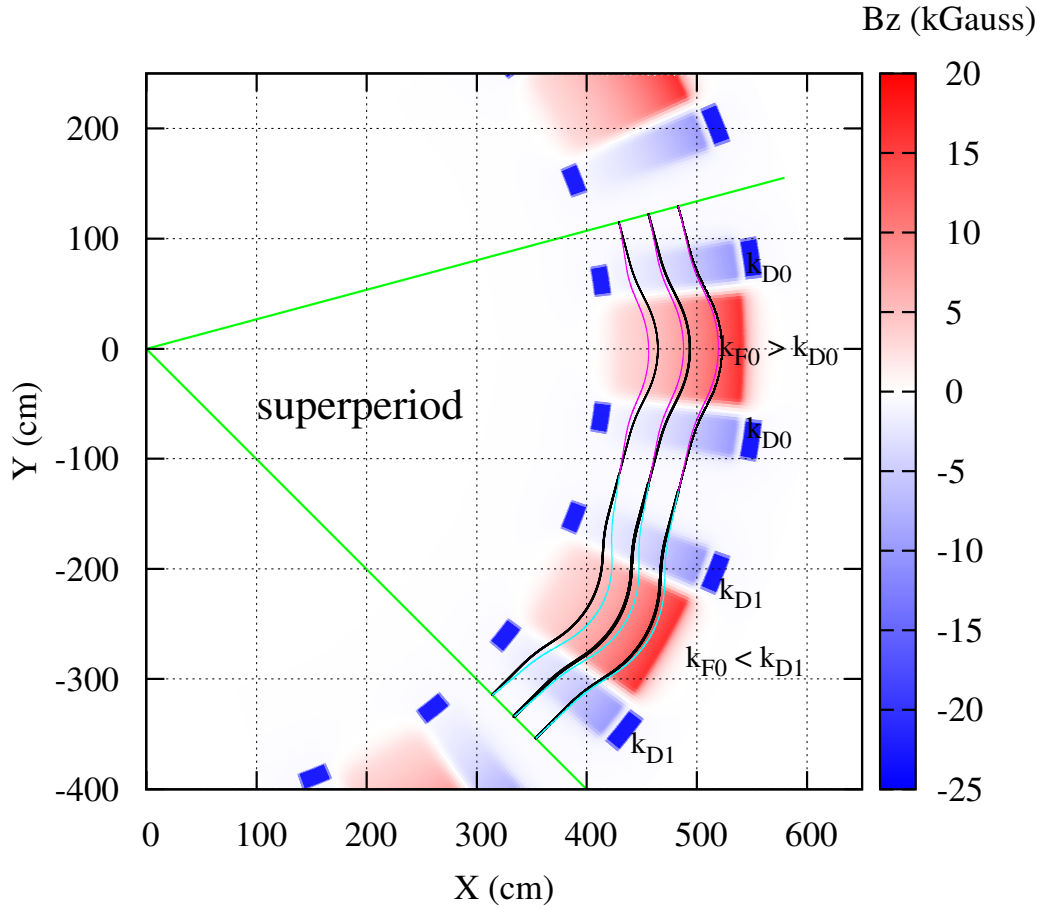 Bz (kGauss)
20
15
10
5
0
-5
-10
-15
-20
-25
200
100
0
-100
-200
-300
-400
Y (cm)
superperiod
k_D0
k_F0 > k_D0
k_D0
k_D1
k_F0 < k_D1
k_D1
0 100 200 300 400 500 600
X (cm)